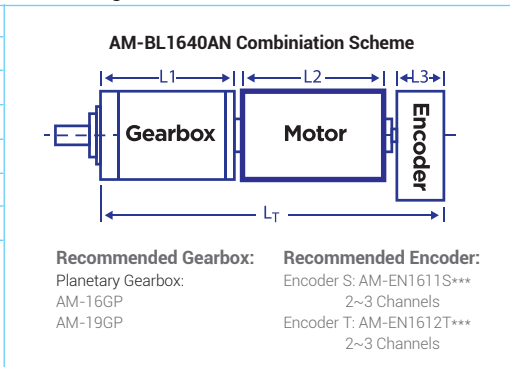 AM-BL1640AN Combiniation Scheme
L1 L2 L3
Gearbox Motor Encoder
LT
Recommended Gearbox: Recommended Encoder:
Planetary Gearbox: Encoder S: AM-EN1611S***
AM-16GP 2~3 Channels
AM-19GP Encoder T: AM-EN1612T***
2~3 Channels